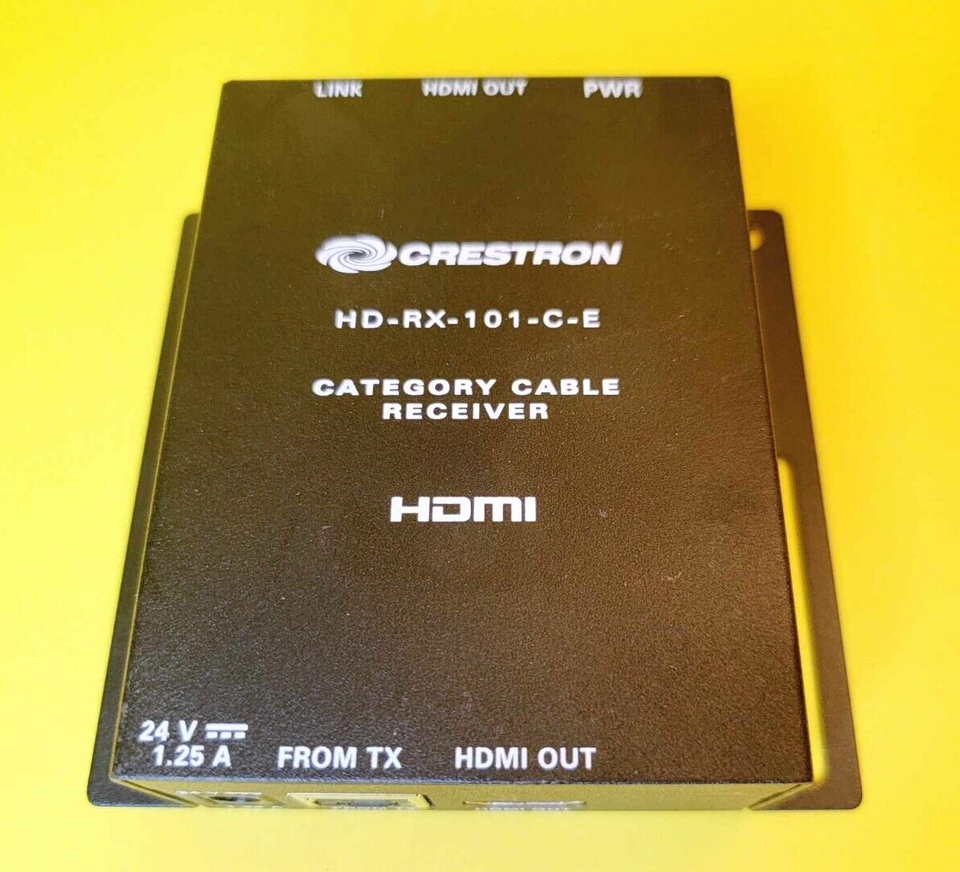 LINK HDMI OUT PWR
CRESTRON
HD-RX-101-C-E
CATEGORY CABLE
RECEIVER
HDMI
24 V
1.25 A FROM TX HDMI OUT